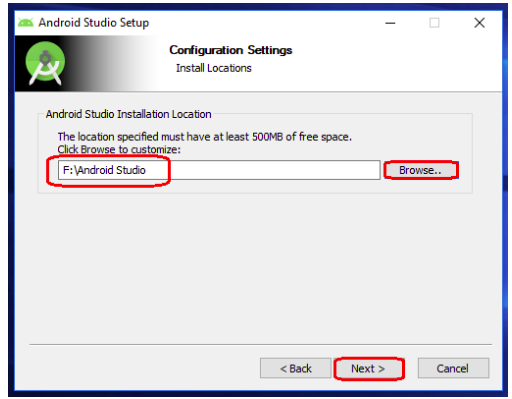 Android Studio Setup
Configuration Settings
Install Locations
Android Studio Installation Location
The location specified must have at least 500MB of free space.
Click Browse to customize:
F:\Android Studio
Browse..
< Back
Next >
Cancel